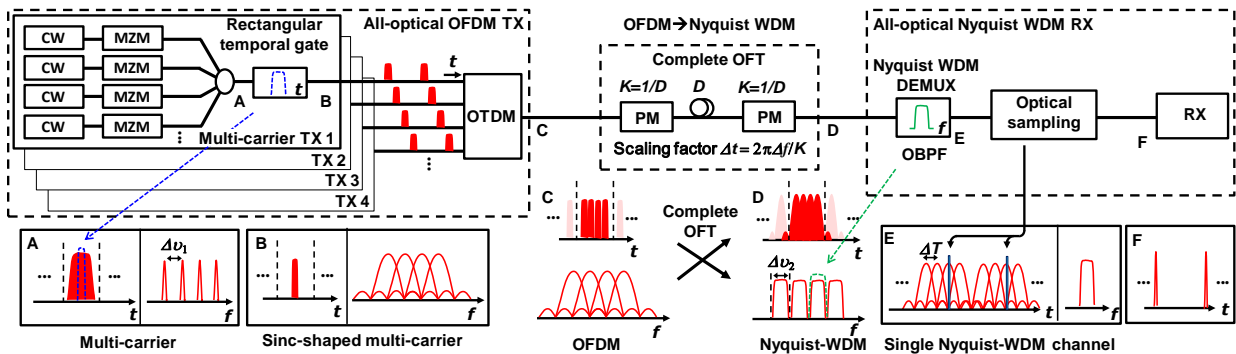 Rectangular
temporal gate
All-optical OFDM TX
CW
MZM
CW
MZM
CW
MZM
CW
MZM
⋮
A
t
B
Multi-carrier TX 1
TX 2
TX 3
TX 4
t
OTDM
⋮
C
OFDM→Nyquist WDM
Complete OFT
K=1/D
D
K=1/D
PM
PM
Scaling factor Δt=2πΔf/K
D
All-optical Nyquist WDM RX
Nyquist WDM
DEMUX
f
OBPF
E
Optical
sampling
F
RX
A
Δυ1
...
...
t
f
Multi-carrier
B
...
...
t
f
Sinc-shaped multi-carrier
C
...
...
t
f
OFDM
Complete
OFT
D
...
...
t
Δυ2
f
Nyquist-WDM
E
ΔT
...
...
t
f
Single Nyquist-WDM channel
F
...
...
t